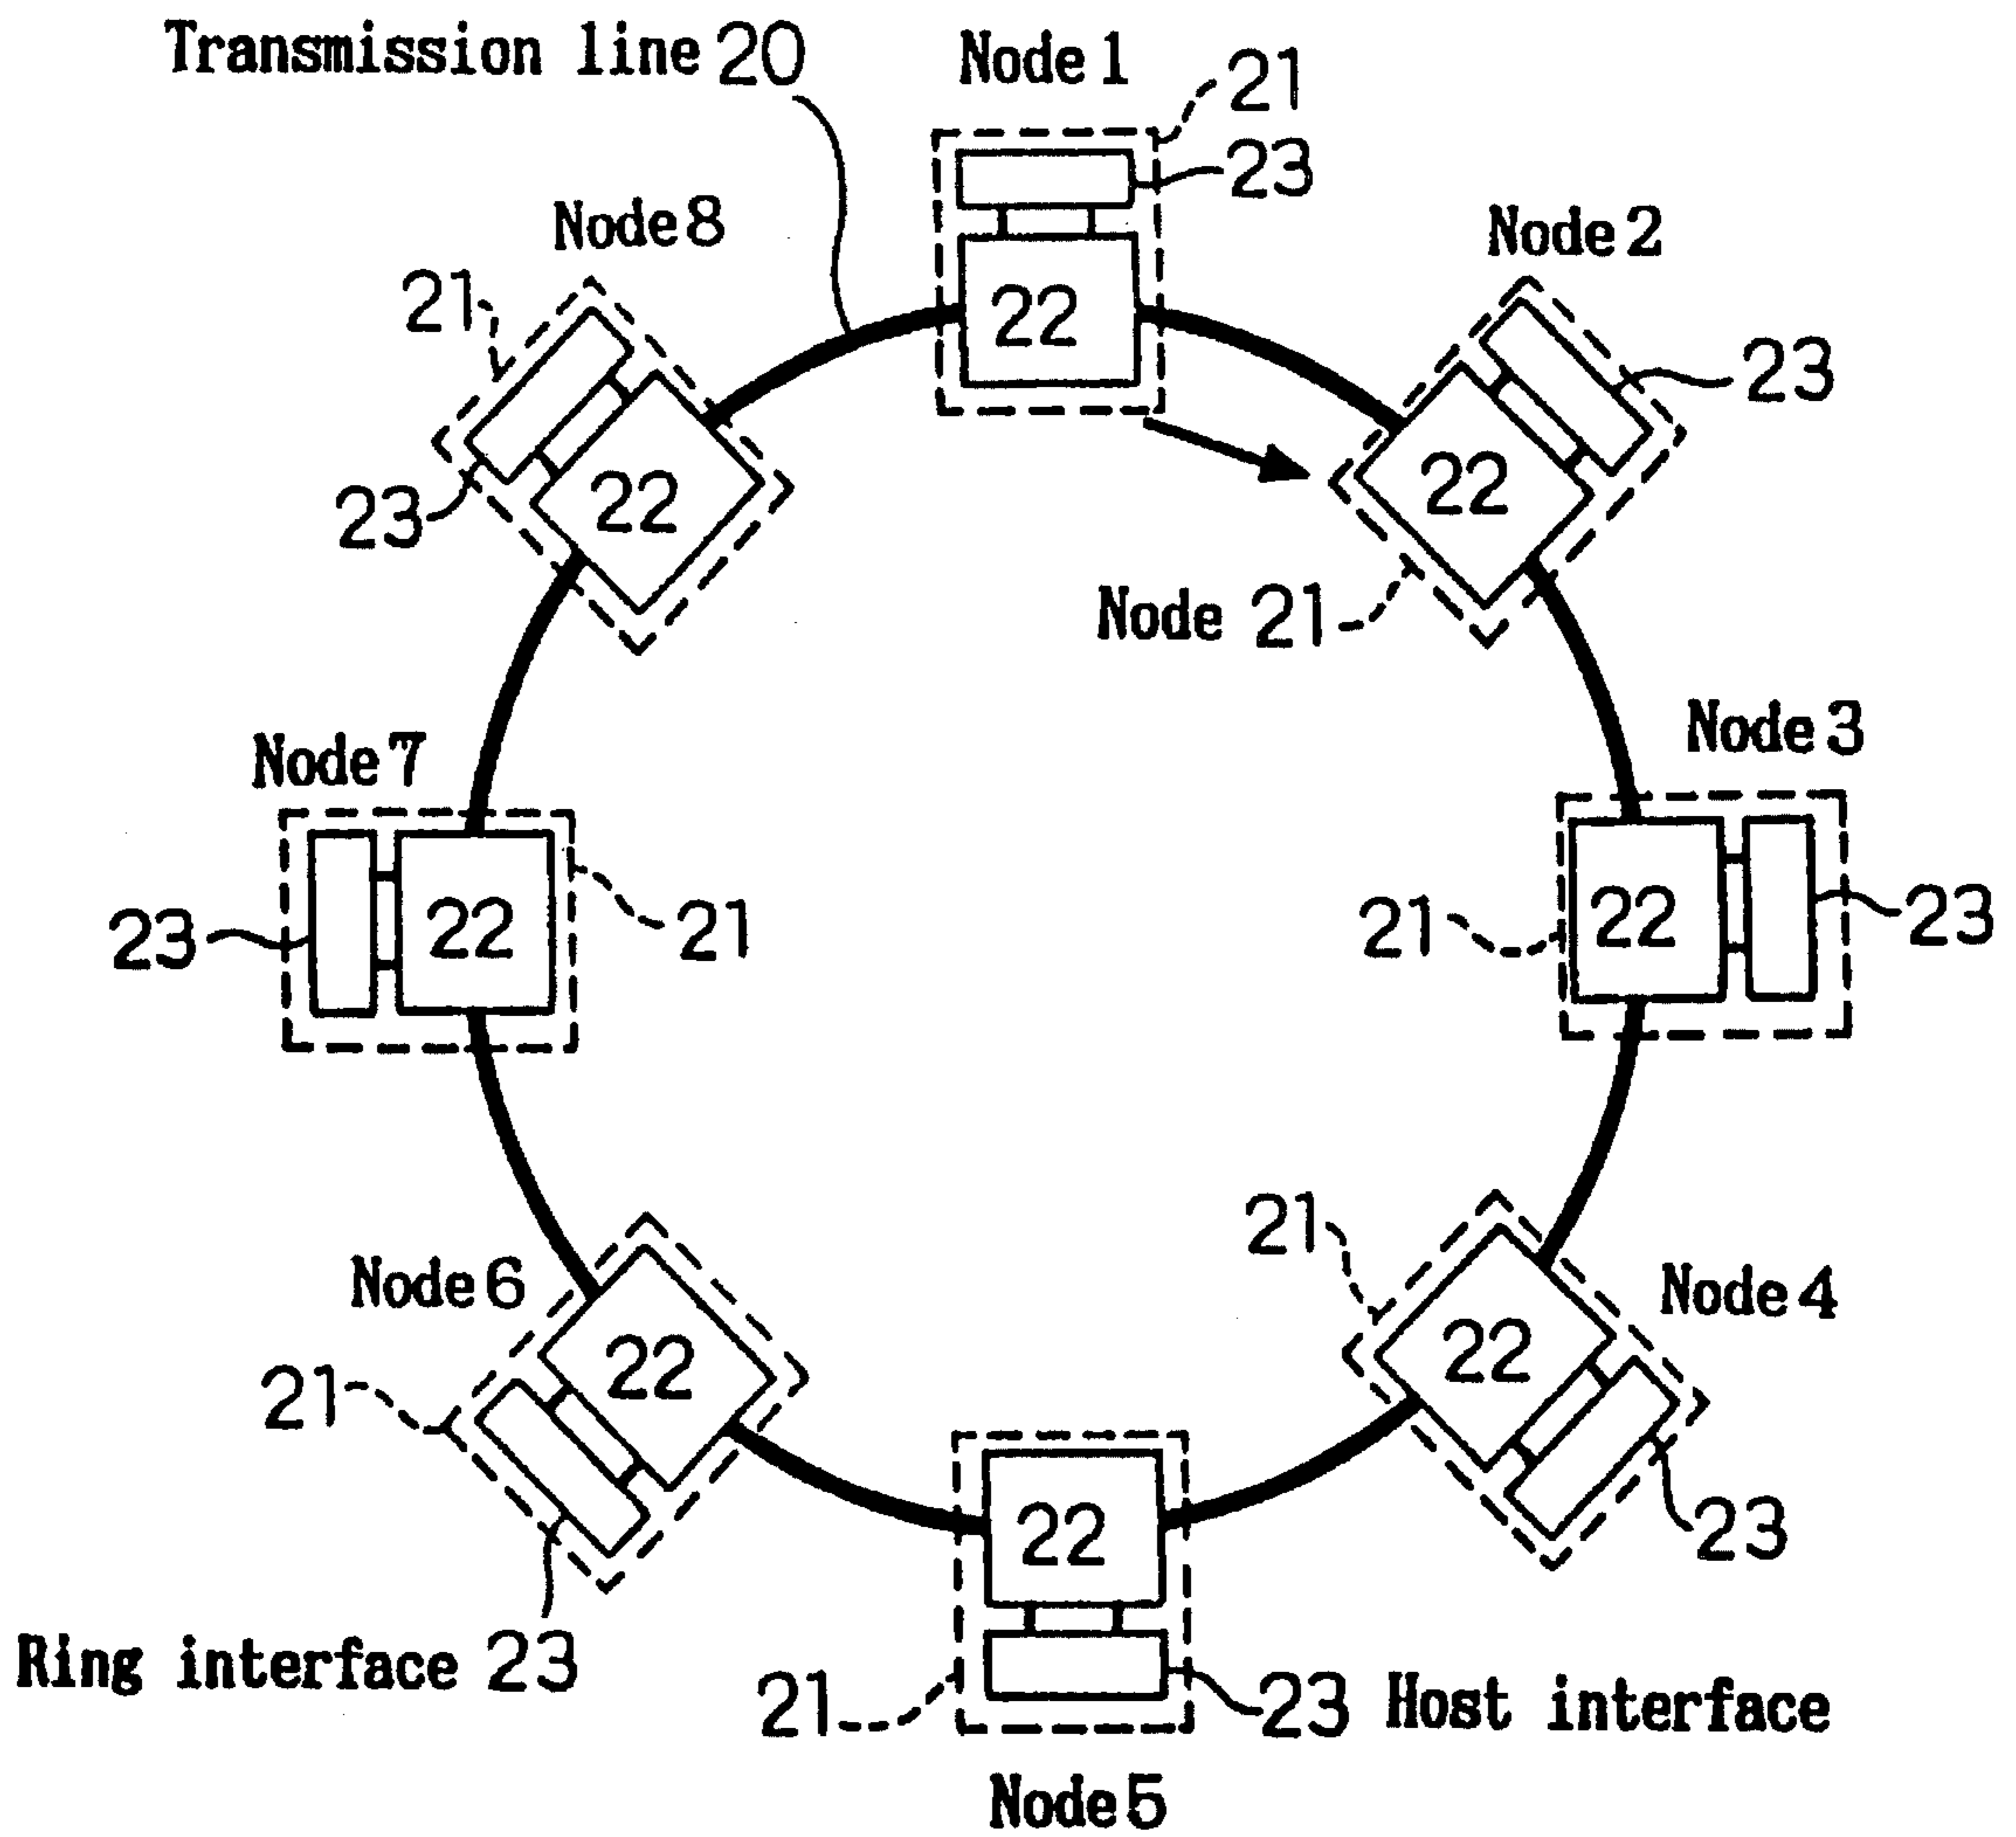 Transmission line 20
Node 1
21
23
Node 8
21
23
22
22
Node 2
23
22
Node 21
Node 7
23
22
21
Node 3
21
22
23
Node 6
21
22
Ring interface 23
21
Node 4
22
23
22
21
23 Host interface
Node 5